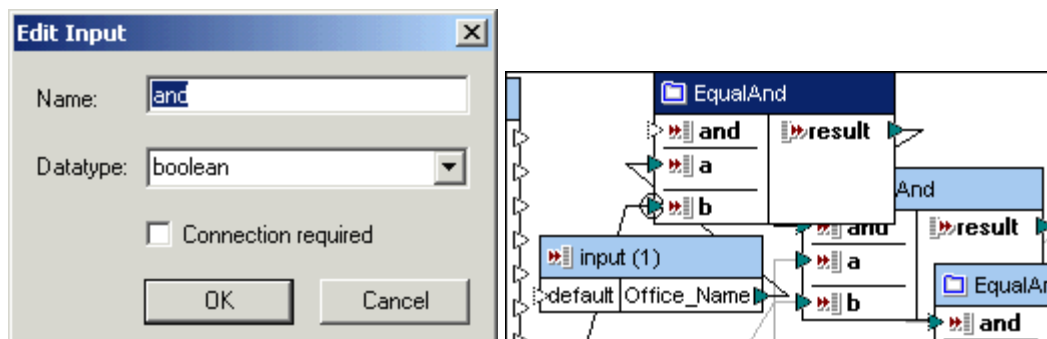 Edit Input
Name: and
Datatype: boolean
Connection required
OK Cancel
EqualAnd
and result
a
b
And
and result
a
b
input (1)
default Office_Name
EqualAn
and